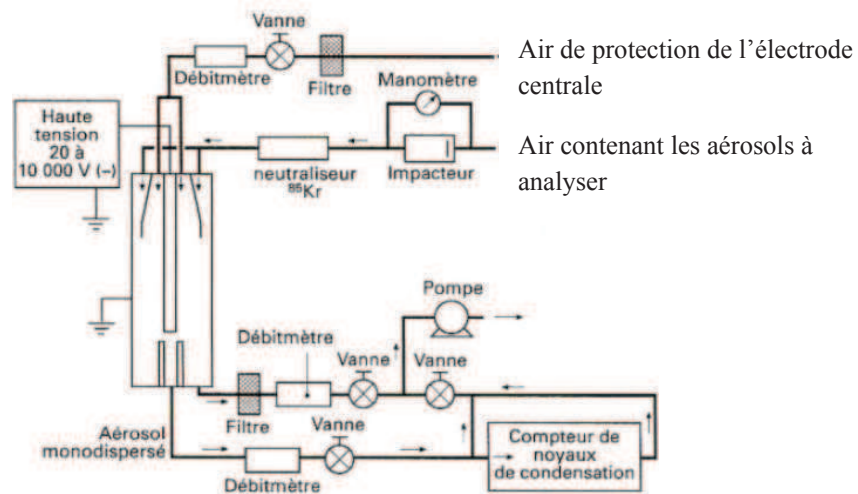 Vanne
Air de protection de l'électrode
centrale
Débitmètre
Filtre
Manomètre
Haute
tension
20 à
10 000 V (–)
Air contenant les aérosols à
analyser
neutraliseur
85Kr
Impacteur
Pompe
Débitmètre
Vanne
Vanne
Filtre
Vanne
Aérosol
monodispersé
Débitmètre
Compteur de
noyaux
de condensation